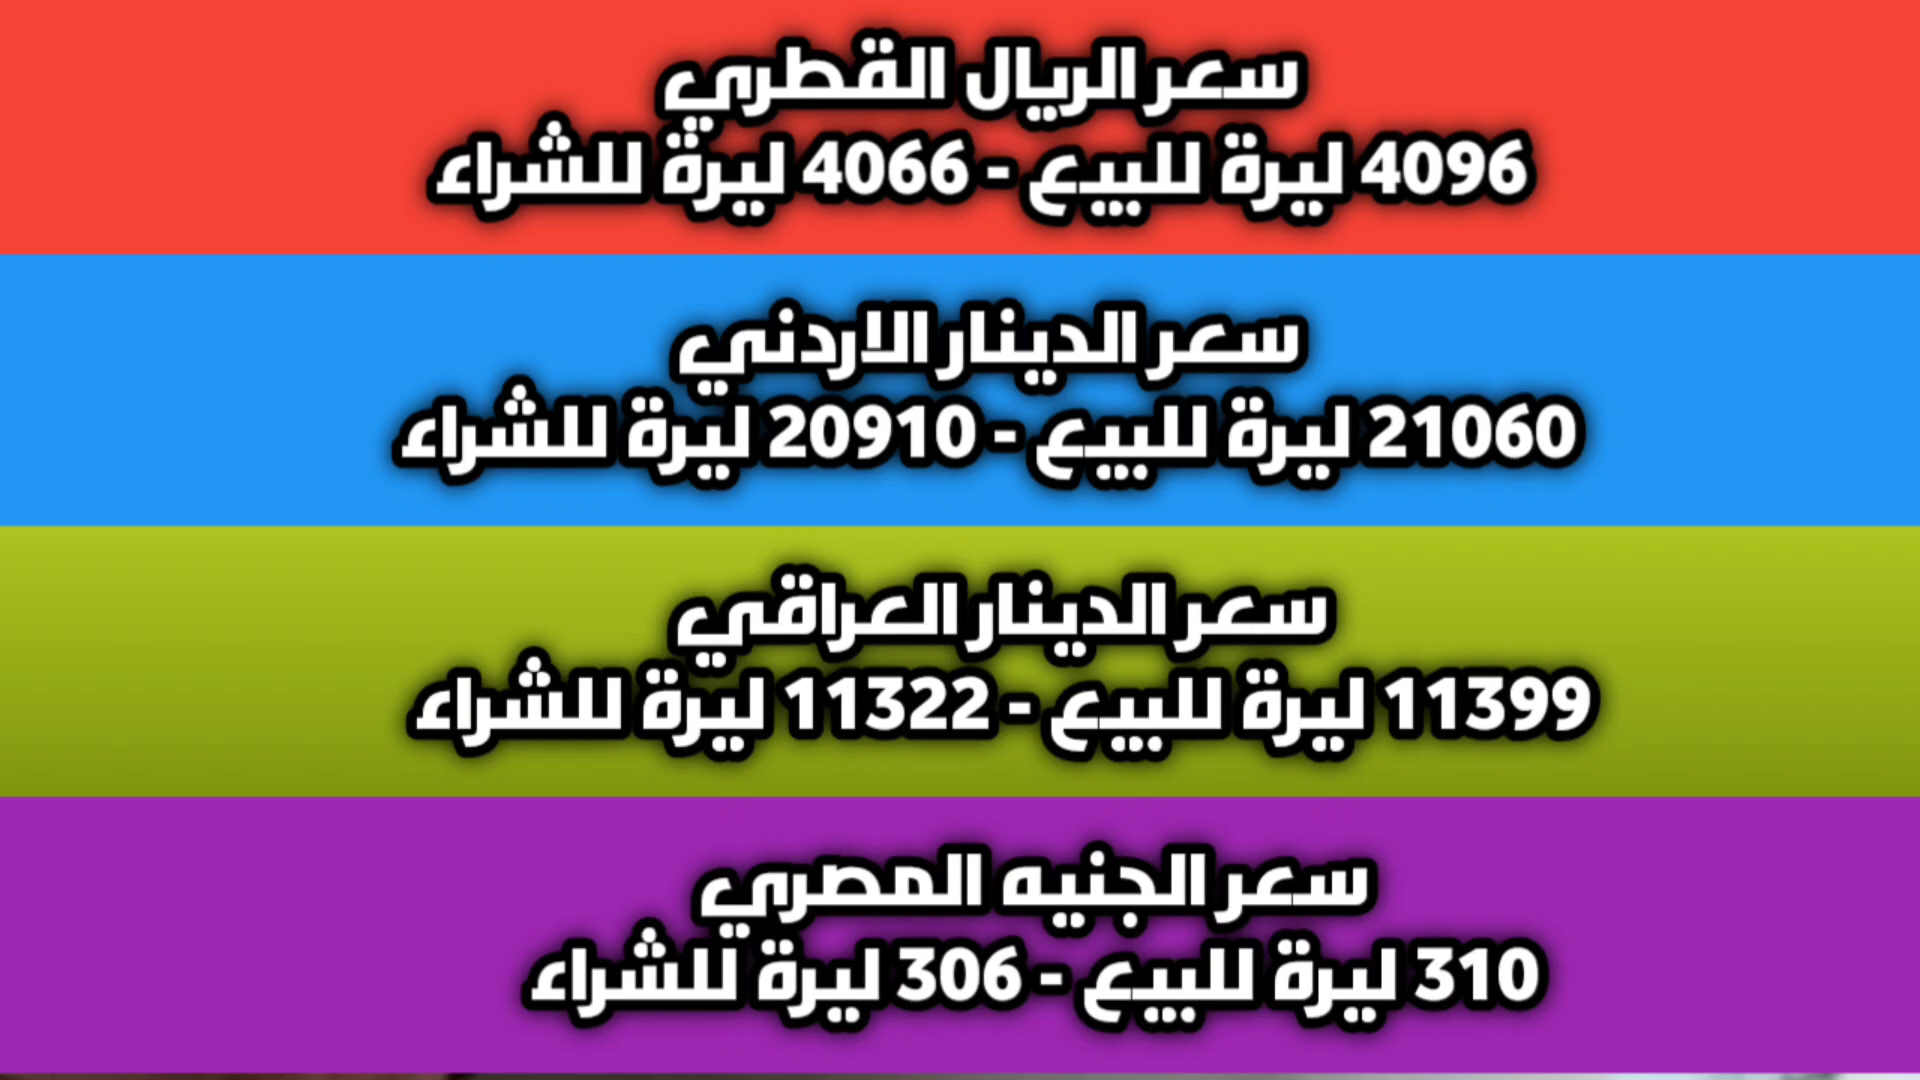 سعر الريال القطري
4096 ليرة للبيع - 4066 ليرة للشراء
سعر الدينار الاردني
21060 ليرة للبيع - 20910 ليرة للشراء
سعر الدينار العراقي
11399 ليرة للبيع - 11322 ليرة للشراء
سعر الجنيه المصري
310 ليرة للبيع - 306 ليرة للشراء